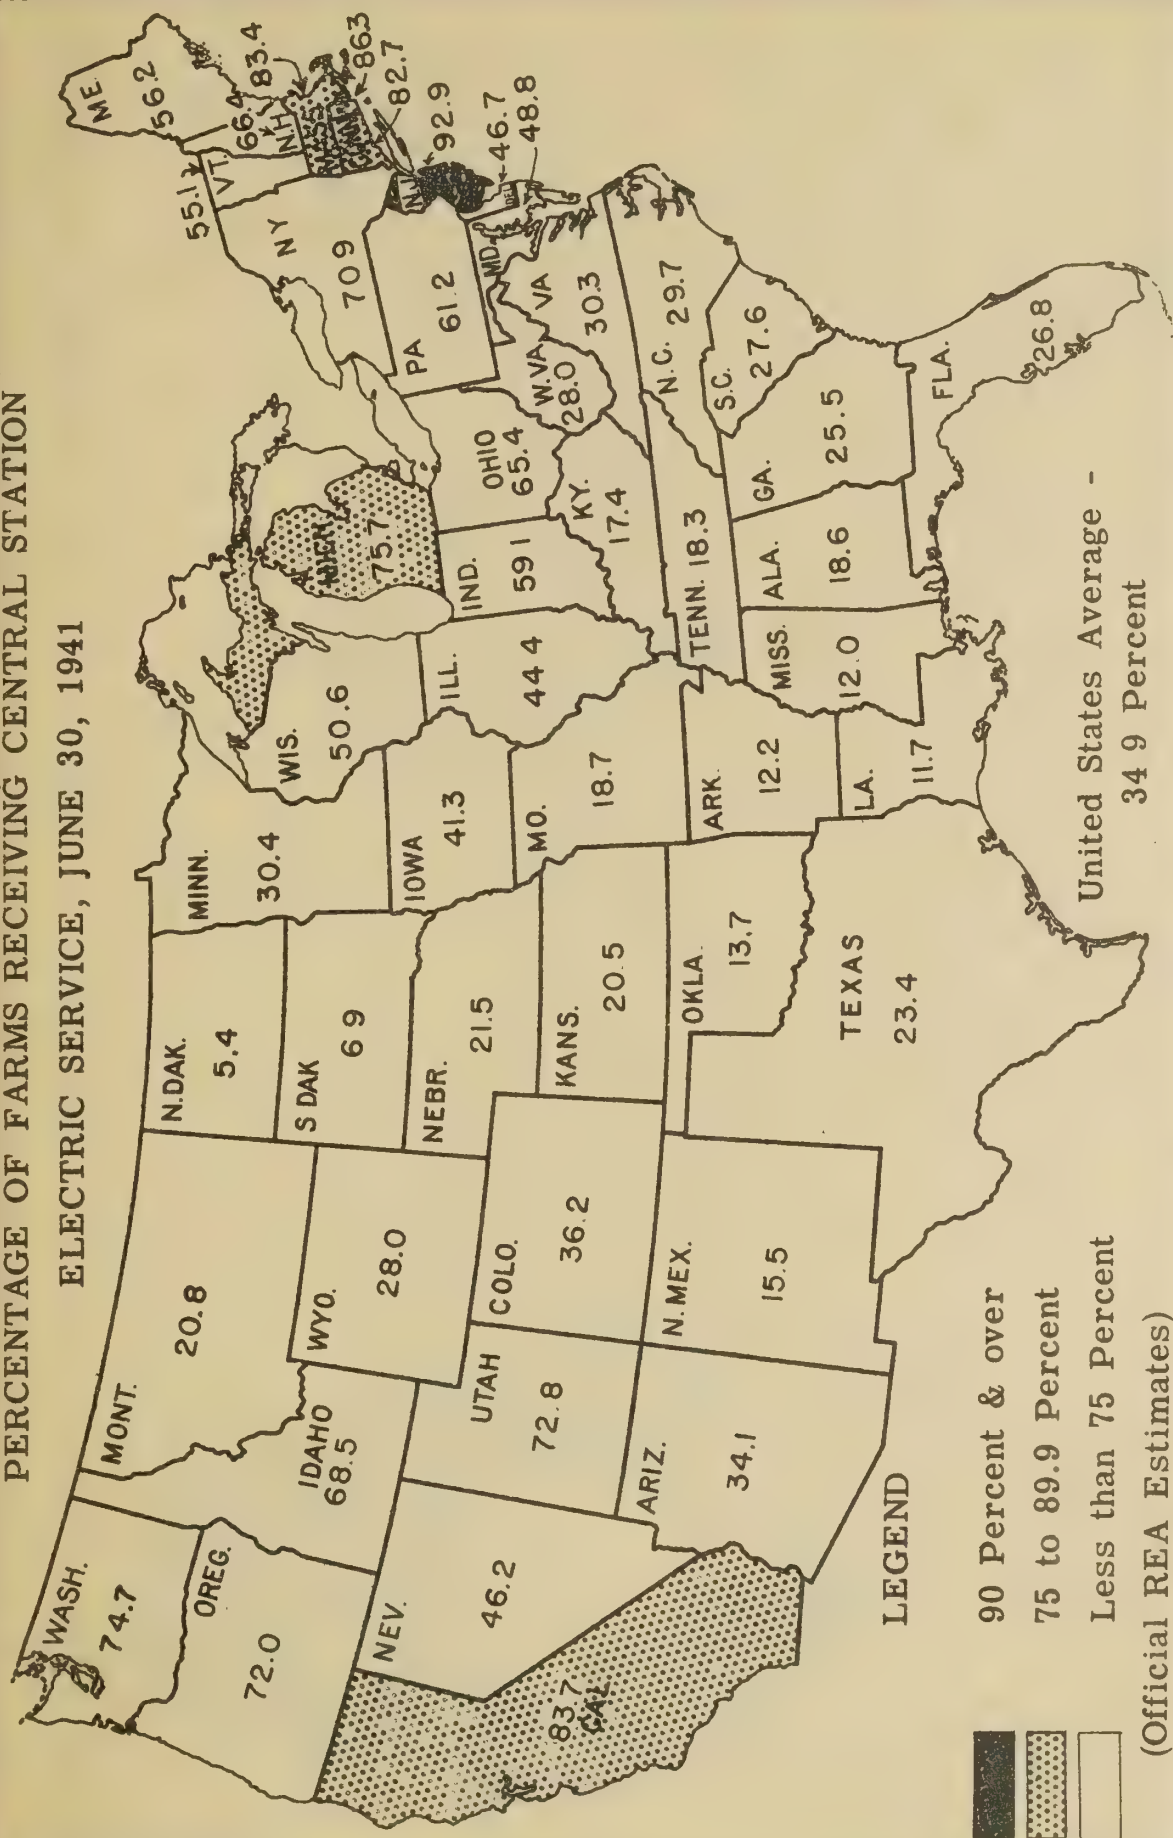 PERCENTAGE OF FARMS RECEIVING CENTRAL STATION
ELECTRIC SERVICE, JUNE 30, 1941
WASH.
74.7
OREG.
72.0
CAL
83.7
NEV.
46.2
IDAHO
68.5
MONT.
20.8
WYO.
28.0
UTAH
72.8
COLO.
36.2
ARIZ.
34.1
N.MEX.
15.5
N.DAK.
5.4
S DAK
6 9
NEBR.
21.5
KANS.
20.5
OKLA.
13.7
TEXAS
23.4
MINN.
30.4
IOWA
41.3
MO.
18.7
ARK.
12.2
LA.
11.7
WIS.
50.6
ILL.
44 4
MICH.
75.7
IND.
59 1
OHIO
65.4
KY.
17.4
TENN. 18.3
MISS.
12.0
ALA.
18.6
GA.
25.5
FLA.
26.8
S.C.
27.6
N.C. 29.7
VA
30.3
W.VA.
28.0
MD.
DEL
46.7
48.8
PA
61.2
N.J.
92.9
NY
70 9
55.1
VT.
66.4
NH
ME.
56.2
MASS
83.4
86.3
82.7
LEGEND
90 Percent & over
75 to 89.9 Percent
Less than 75 Percent
(Official REA Estimates)
United States Average -
34 9 Percent